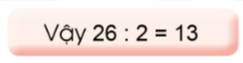 Vậy 26 : 2 = 13